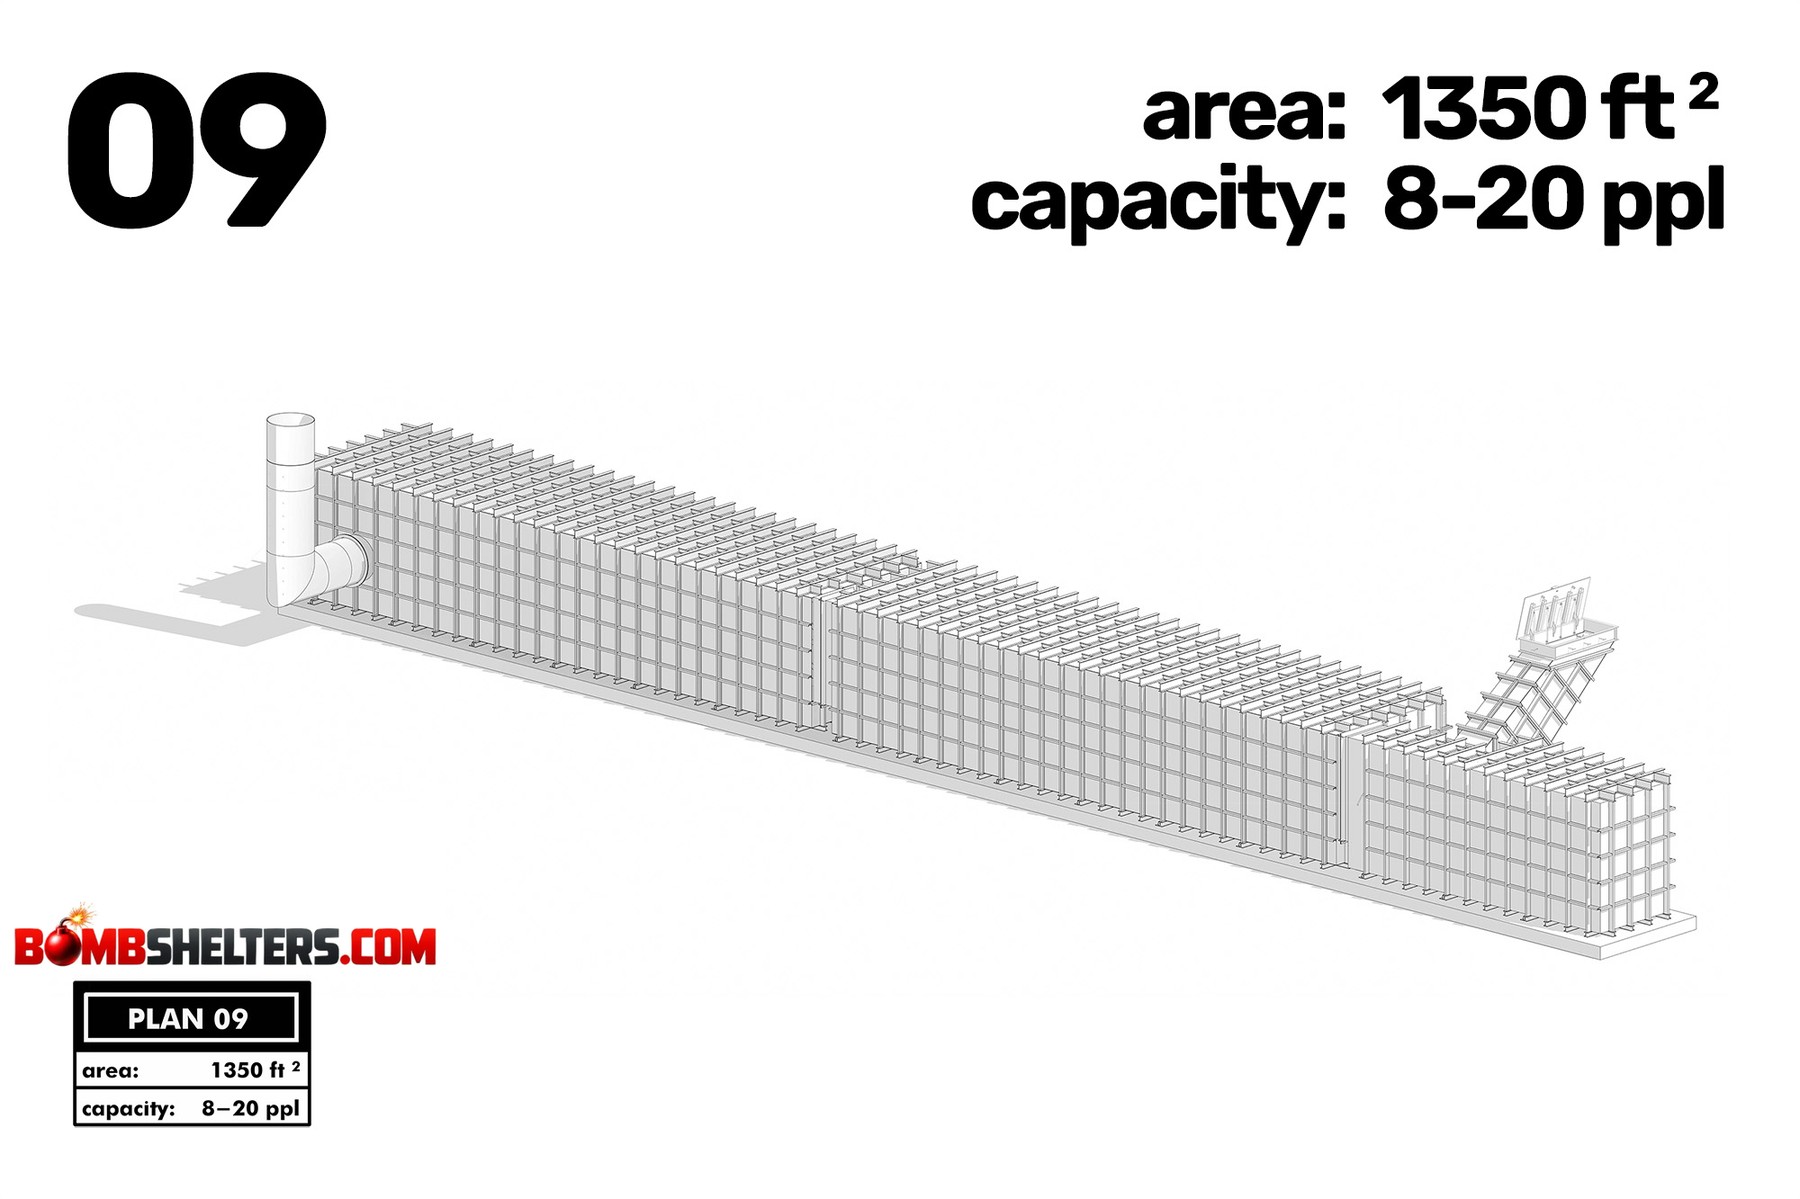 09
area: 1350 ft ²
capacity: 8-20 ppl
BOMBSHELTERS.COM
PLAN 09
area: 1350 ft ²
capacity: 8–20 ppl